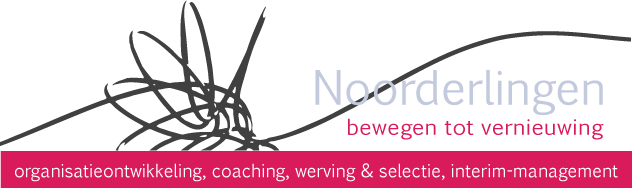 Noorderlingen
bewegen tot vernieuwing
organisatieontwikkeling, coaching, werving & selectie, interim-management